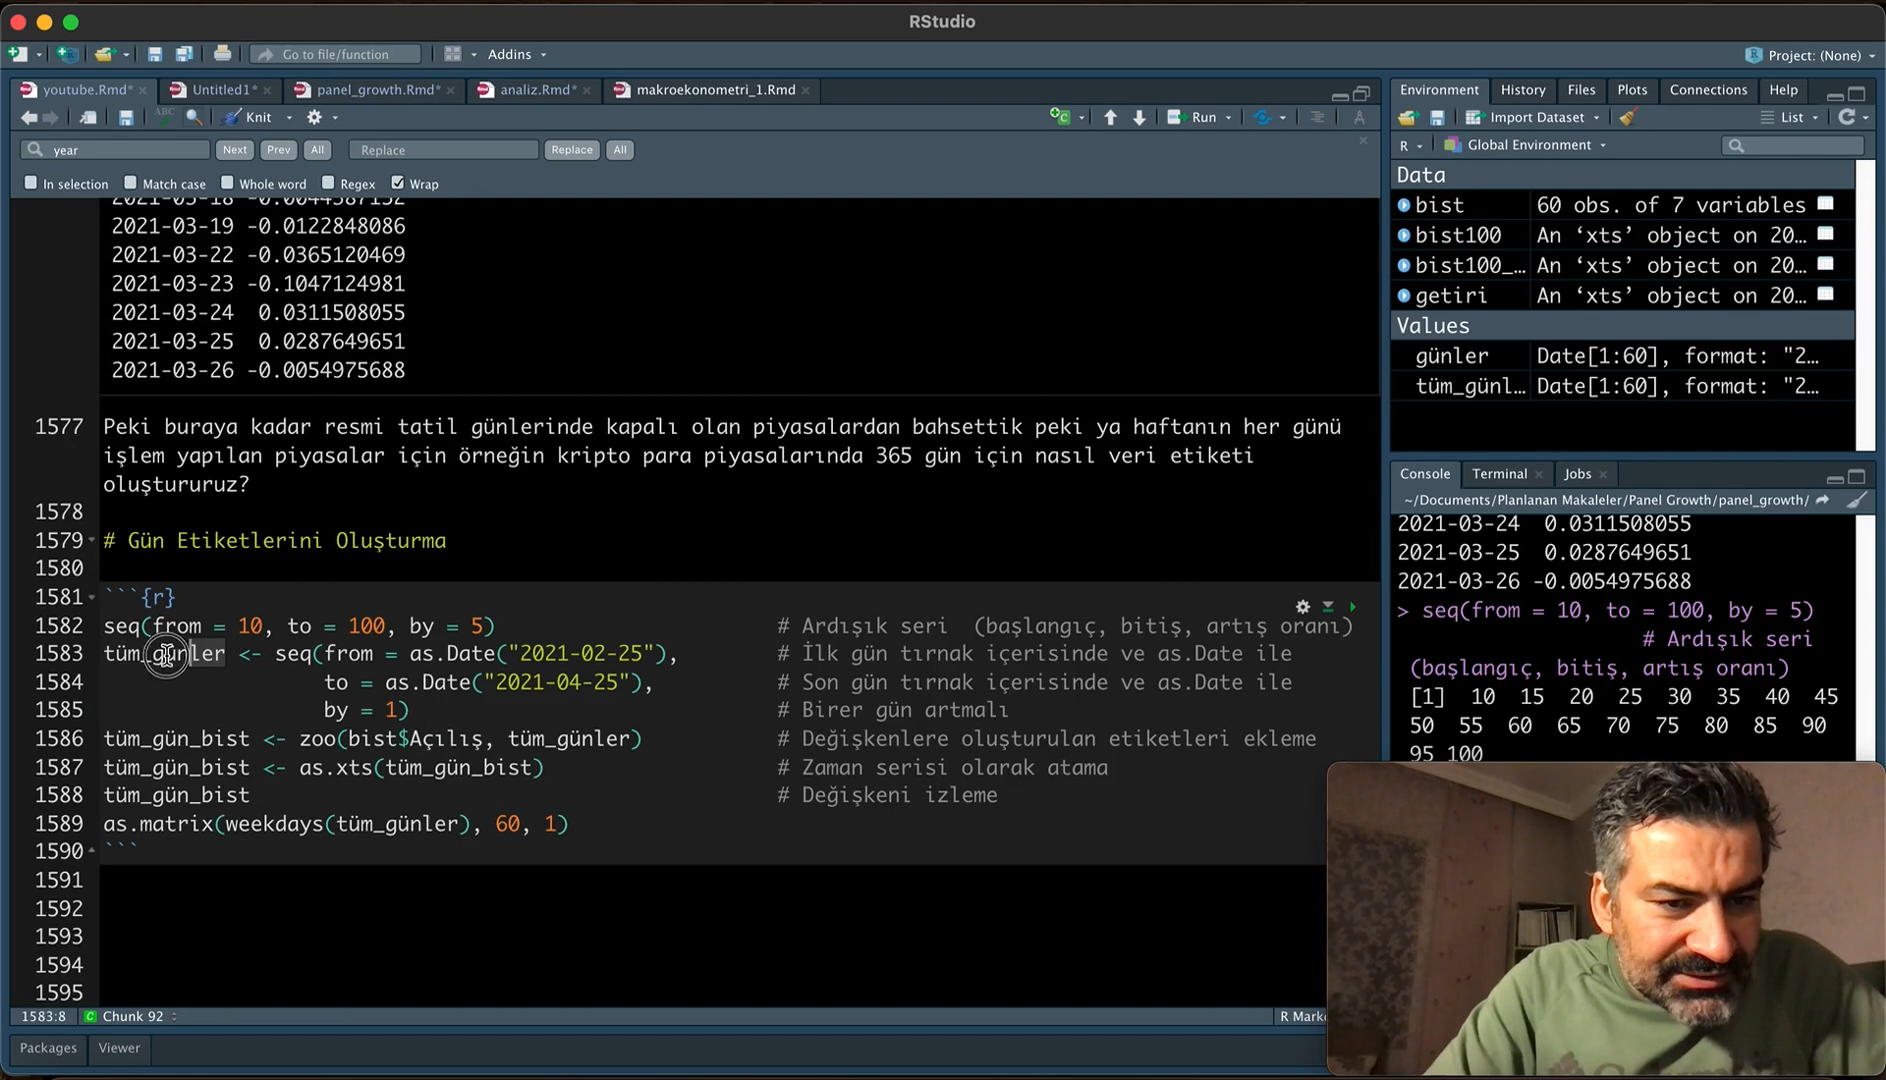 RStudio
Go to file/function
Addins
Project: (None)
youtube.Rmd*
Untitled1*
panel_growth.Rmd*
analiz.Rmd*
makroekonometri_1.Rmd
ABC
Knit
Run
year
Next
Prev
All
Replace
Replace
All
In selection
Match case
Whole word
Regex
Wrap
2021-03-18 -0.0044387132
2021-03-19 -0.0122848086
2021-03-22 -0.0365120469
2021-03-23 -0.1047124981
2021-03-24  0.0311508055
2021-03-25  0.0287649651
2021-03-26 -0.0054975688
1577 Peki buraya kadar resmi tatil günlerinde kapalı olan piyasalardan bahsettik peki ya haftanın her günü
işlem yapılan piyasalar için örneğin kripto para piyasalarında 365 gün için nasıl veri etiketi
oluştururuz?
1578
1579 # Gün Etiketlerini Oluşturma
1580
1581 ```{r}
1582 seq(from = 10, to = 100, by = 5) # Ardışık seri  (başlangıç, bitiş, artış oranı)
1583 tüm_günler <- seq(from = as.Date("2021-02-25"), # İlk gün tırnak içerisinde ve as.Date ile
1584 to = as.Date("2021-04-25"), # Son gün tırnak içerisinde ve as.Date ile
1585 by = 1) # Birer gün artmalı
1586 tüm_gün_bist <- zoo(bist$Açılış, tüm_günler) # Değişkenlere oluşturulan etiketleri ekleme
1587 tüm_gün_bist <- as.xts(tüm_gün_bist) # Zaman serisi olarak atama
1588 tüm_gün_bist # Değişkeni izleme
1589 as.matrix(weekdays(tüm_günler), 60, 1)
1590 ```
1591
1592
1593
1594
1595
1583:8
Chunk 92
R Mark
Packages
Viewer
Environment
History
Files
Plots
Connections
Help
Import Dataset
List
R
Global Environment
Data
bist 60 obs. of 7 variables
bist100 An ‘xts’ object on 20…
bist100_… An ‘xts’ object on 20…
getiri An ‘xts’ object on 20…
Values
günler Date[1:60], format: "2…
tüm_günl… Date[1:60], format: "2…
Console
Terminal
Jobs
~/Documents/Planlanan Makaleler/Panel Growth/panel_growth/
2021-03-24  0.0311508055
2021-03-25  0.0287649651
2021-03-26 -0.0054975688
> seq(from = 10, to = 100, by = 5)
# Ardışık seri
(başlangıç, bitiş, artış oranı)
[1]  10  15  20  25  30  35  40  45
50  55  60  65  70  75  80  85  90
95 100